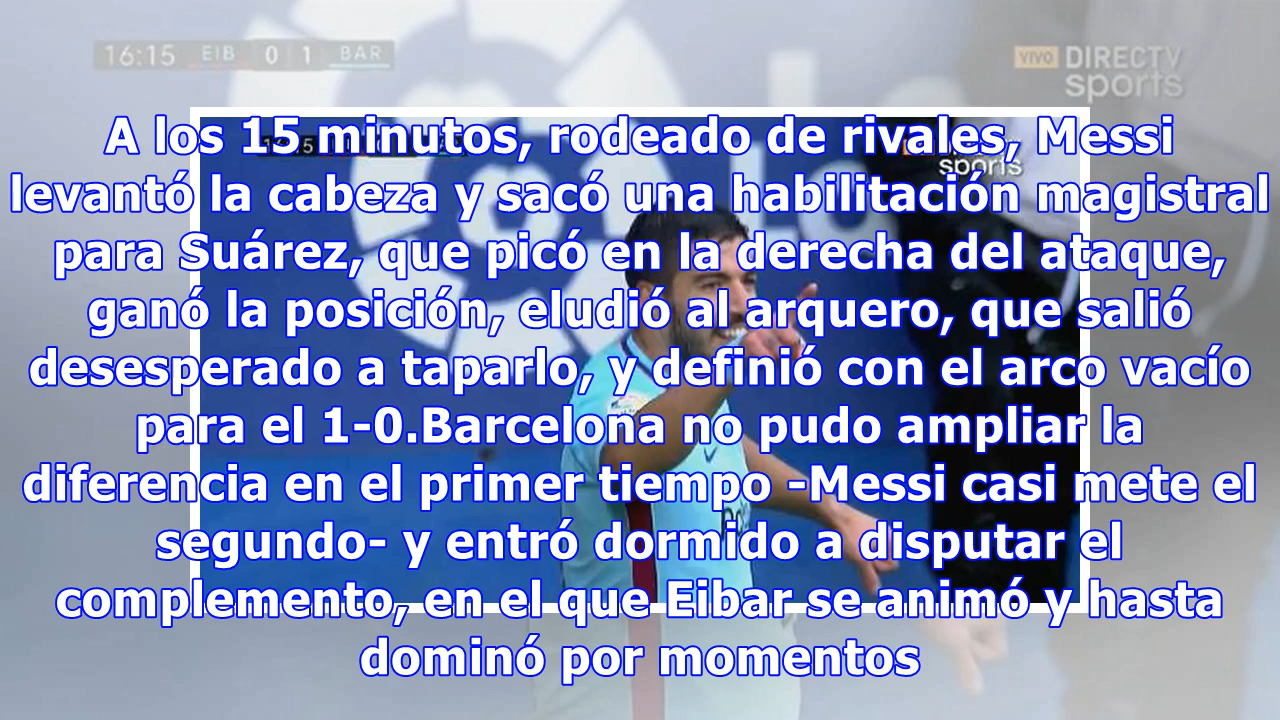 16:15 EIB 0 1 BAR
VIVO DIRECTV
sports
A los 15 minutos, rodeado de rivales, Messi
levantó la cabeza y sacó una habilitación magistral
para Suárez, que picó en la derecha del ataque,
ganó la posición, eludió al arquero, que salió
desesperado a taparlo, y definió con el arco vacío
para el 1-0.Barcelona no pudo ampliar la
diferencia en el primer tiempo -Messi casi mete el
segundo- y entró dormido a disputar el
complemento, en el que Eibar se animó y hasta
dominó por momentos
sports